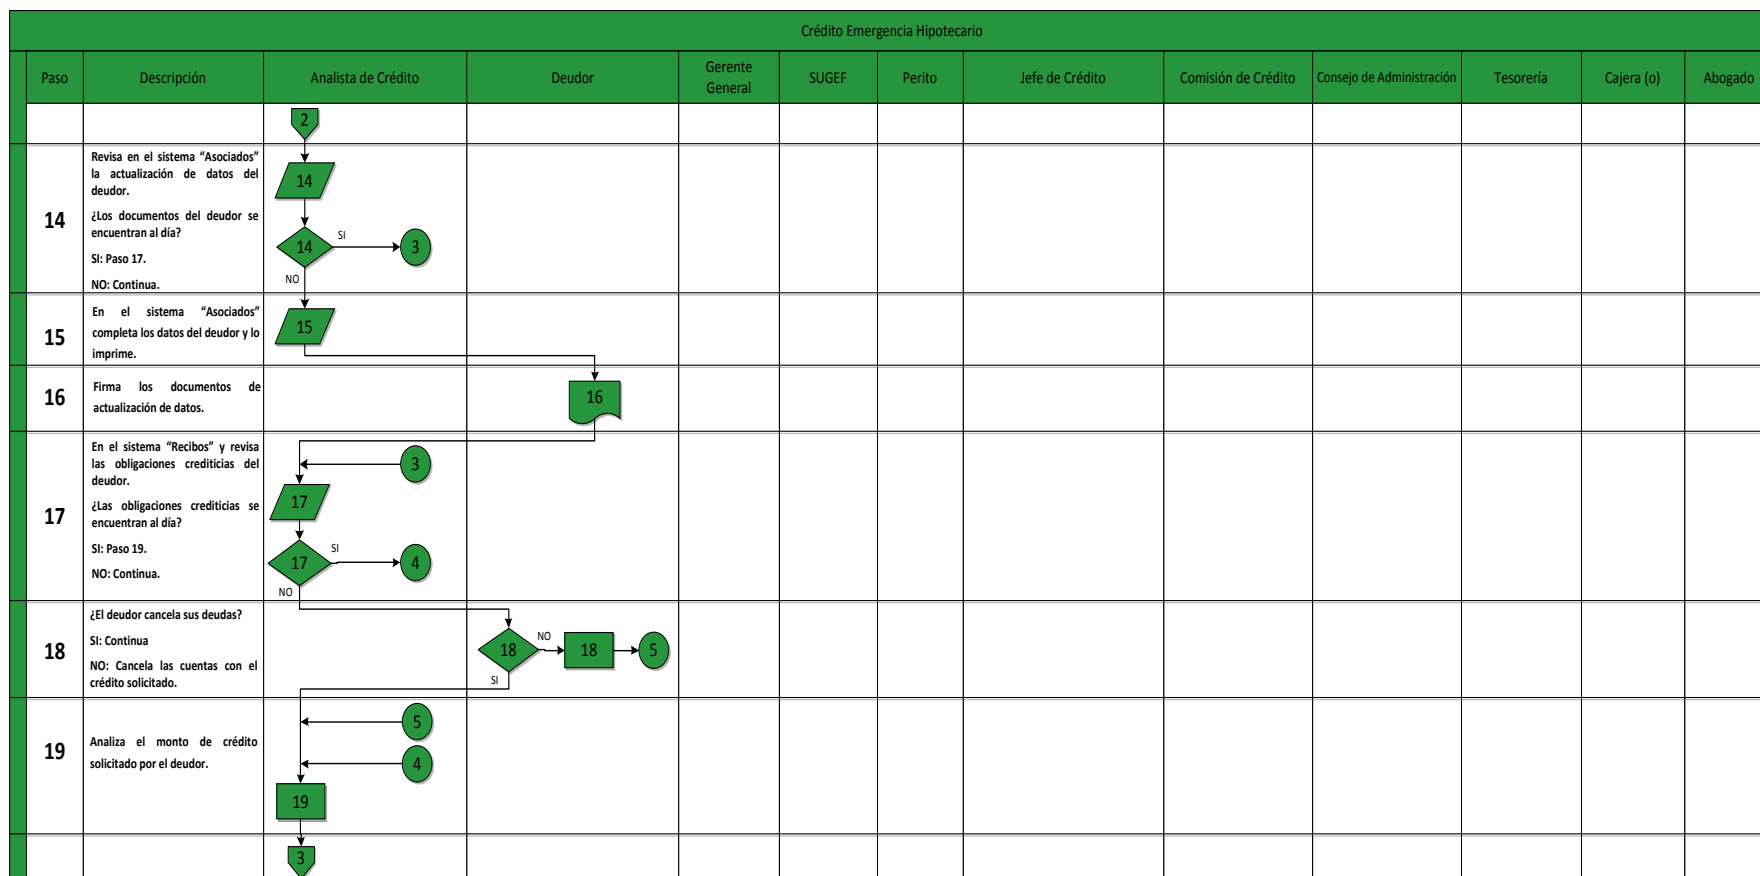 Crédito Emergencia Hipotecario
Paso
Descripción
Analista de Crédito
Deudor
Gerente
General
SUGEF
Perito
Jefe de Crédito
Comisión de Crédito
Consejo de Administración
Tesorería
Cajera (o)
Abogado
2
14
Revisa en el sistema “Asociados”
la actualización de datos del
deudor.
¿Los documentos del deudor se
encuentran al día?
SI: Paso 17.
NO: Continua.
14
14
SI
3
NO
15
En el sistema “Asociados”
completa los datos del deudor y lo
imprime.
15
16
Firma los documentos de
actualización de datos.
16
17
En el sistema “Recibos” y revisa
las obligaciones crediticias del
deudor.
¿Las obligaciones crediticias se
encuentran al día?
SI: Paso 19.
NO: Continua.
3
17
17
SI
4
NO
18
¿El deudor cancela sus deudas?
SI: Continua
NO: Cancela las cuentas con el
crédito solicitado.
18
NO
18
5
SI
19
Analiza el monto de crédito
solicitado por el deudor.
5
4
19
3